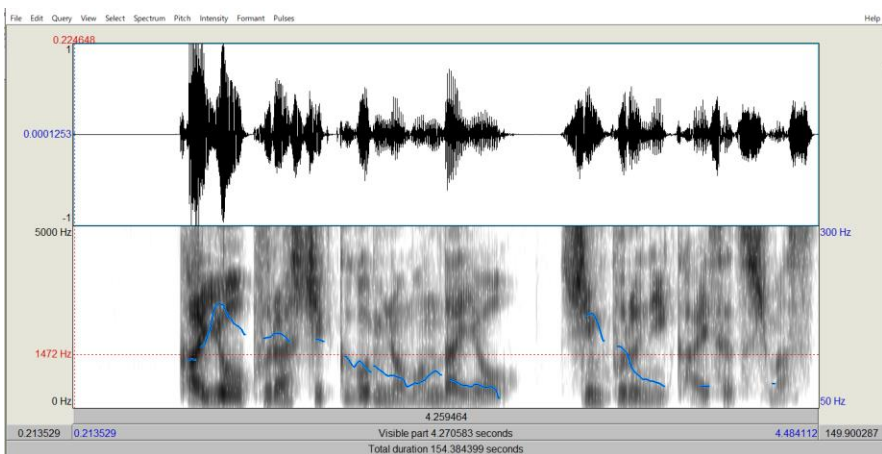 File Edit Query View Select Spectrum Pitch Intensity Formant Pulses Help
0.224648
1
0.0001253
-1
5000 Hz 300 Hz
1472 Hz
0 Hz 50 Hz
4.259464
0.213529 0.213529 Visible part 4.270583 seconds 4.484112 149.900287
Total duration 154.384399 seconds